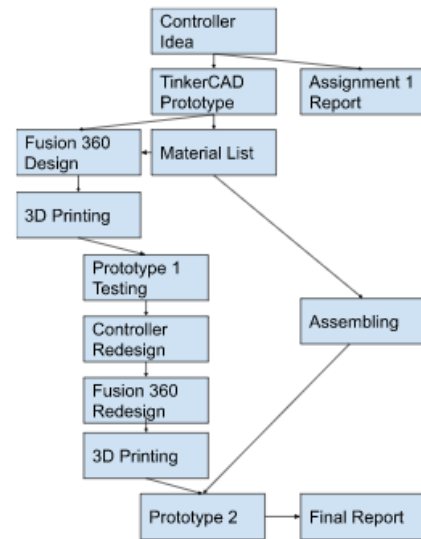 Controller
Idea
TinkerCAD
Prototype
Assignment 1
Report
Fusion 360
Design
Material List
3D Printing
Prototype 1
Testing
Controller
Redesign
Assembling
Fusion 360
Redesign
3D Printing
Prototype 2
Final Report